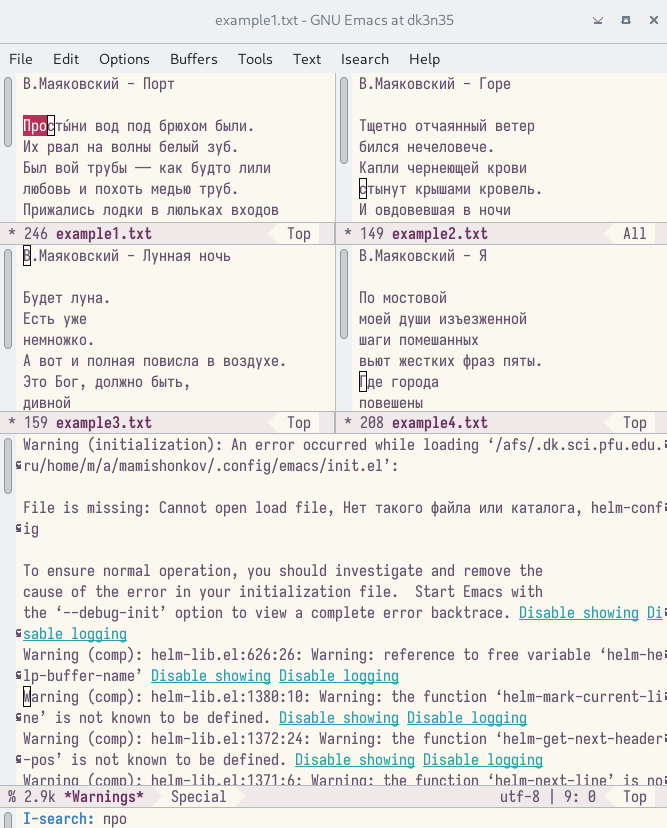 example1.txt - GNU Emacs at dk3n35
File Edit Options Buffers Tools Text Isearch Help
В.Маяковский - Порт
Просты́ни вод под брюхом были.
Их рвал на волны белый зуб.
Был вой трубы — как будто лили
любовь и похоть медью труб.
Прижались лодки в люльках входов
* 246 example1.txt Top
В.Маяковский - Горе
Тщетно отчаянный ветер
бился нечеловече.
Капли чернеющей крови
стынут крышами кровель.
И овдовевшая в ночи
* 149 example2.txt All
В.Маяковский - Лунная ночь
Будет луна.
Есть уже
немножко.
А вот и полная повисла в воздухе.
Это Бог, должно быть,
дивной
* 159 example3.txt Top
В.Маяковский - Я
По мостовой
моей души изъезженной
шаги помешанных
вьют жестких фраз пяты.
Где города
повешены
* 208 example4.txt Top
Warning (initialization): An error occurred while loading ‘/afs/.dk.sci.pfu.edu.
ru/home/m/a/mamishonkov/.config/emacs/init.el’:
File is missing: Cannot open load file, Нет такого файла или каталога, helm-conf
ig
To ensure normal operation, you should investigate and remove the
cause of the error in your initialization file.  Start Emacs with
the ‘--debug-init’ option to view a complete error backtrace. Disable showing Di
sable logging
Warning (comp): helm-lib.el:626:26: Warning: reference to free variable ‘helm-he
lp-buffer-name’ Disable showing Disable logging
Warning (comp): helm-lib.el:1380:10: Warning: the function ‘helm-mark-current-li
ne’ is not known to be defined. Disable showing Disable logging
Warning (comp): helm-lib.el:1372:24: Warning: the function ‘helm-get-next-header
-pos’ is not known to be defined. Disable showing Disable logging
Warning (comp): helm-lib.el:1371:6: Warning: the function ‘helm-next-line’ is no
% 2.9k *Warnings* Special utf-8 | 9: 0 Top
I-search: про